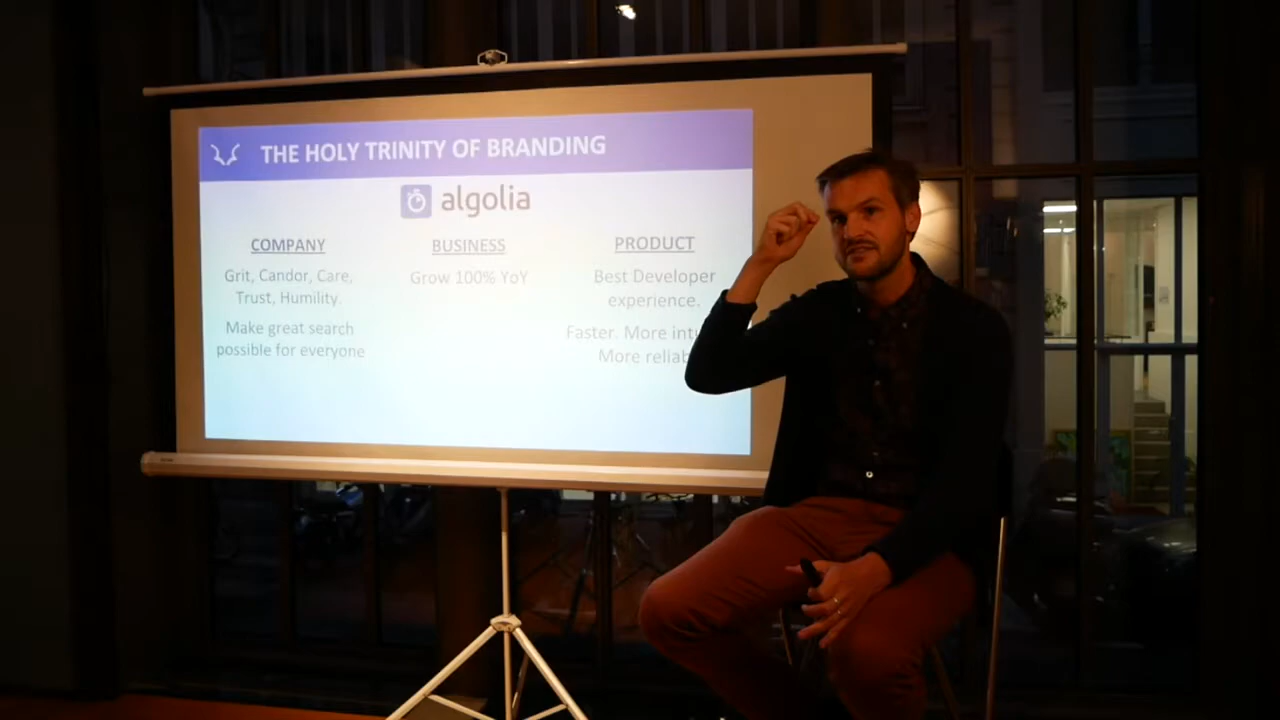 THE HOLY TRINITY OF BRANDING
algolia
COMPANY
Grit, Candor, Care,
Trust, Humility.
Make great search
possible for everyone
BUSINESS
Grow 100% YoY
PRODUCT
Best Developer
experience.
Faster. More
More